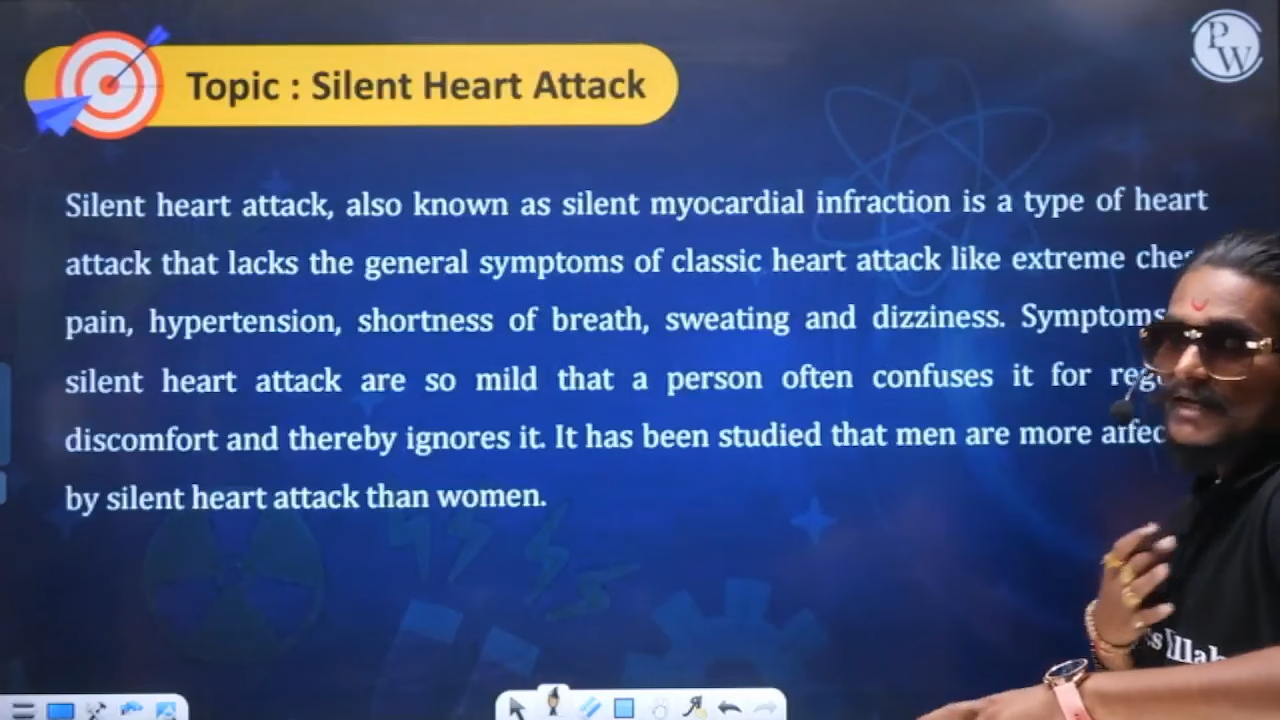 PW
Topic : Silent Heart Attack
Silent heart attack, also known as silent myocardial infraction is a type of heart
attack that lacks the general symptoms of classic heart attack like extreme
pain, hypertension, shortness of breath, sweating and dizziness. Symptoms
silent heart attack are so mild that a person often confuses it for
discomfort and thereby ignores it. It has been studied that men are more
by silent heart attack than women.